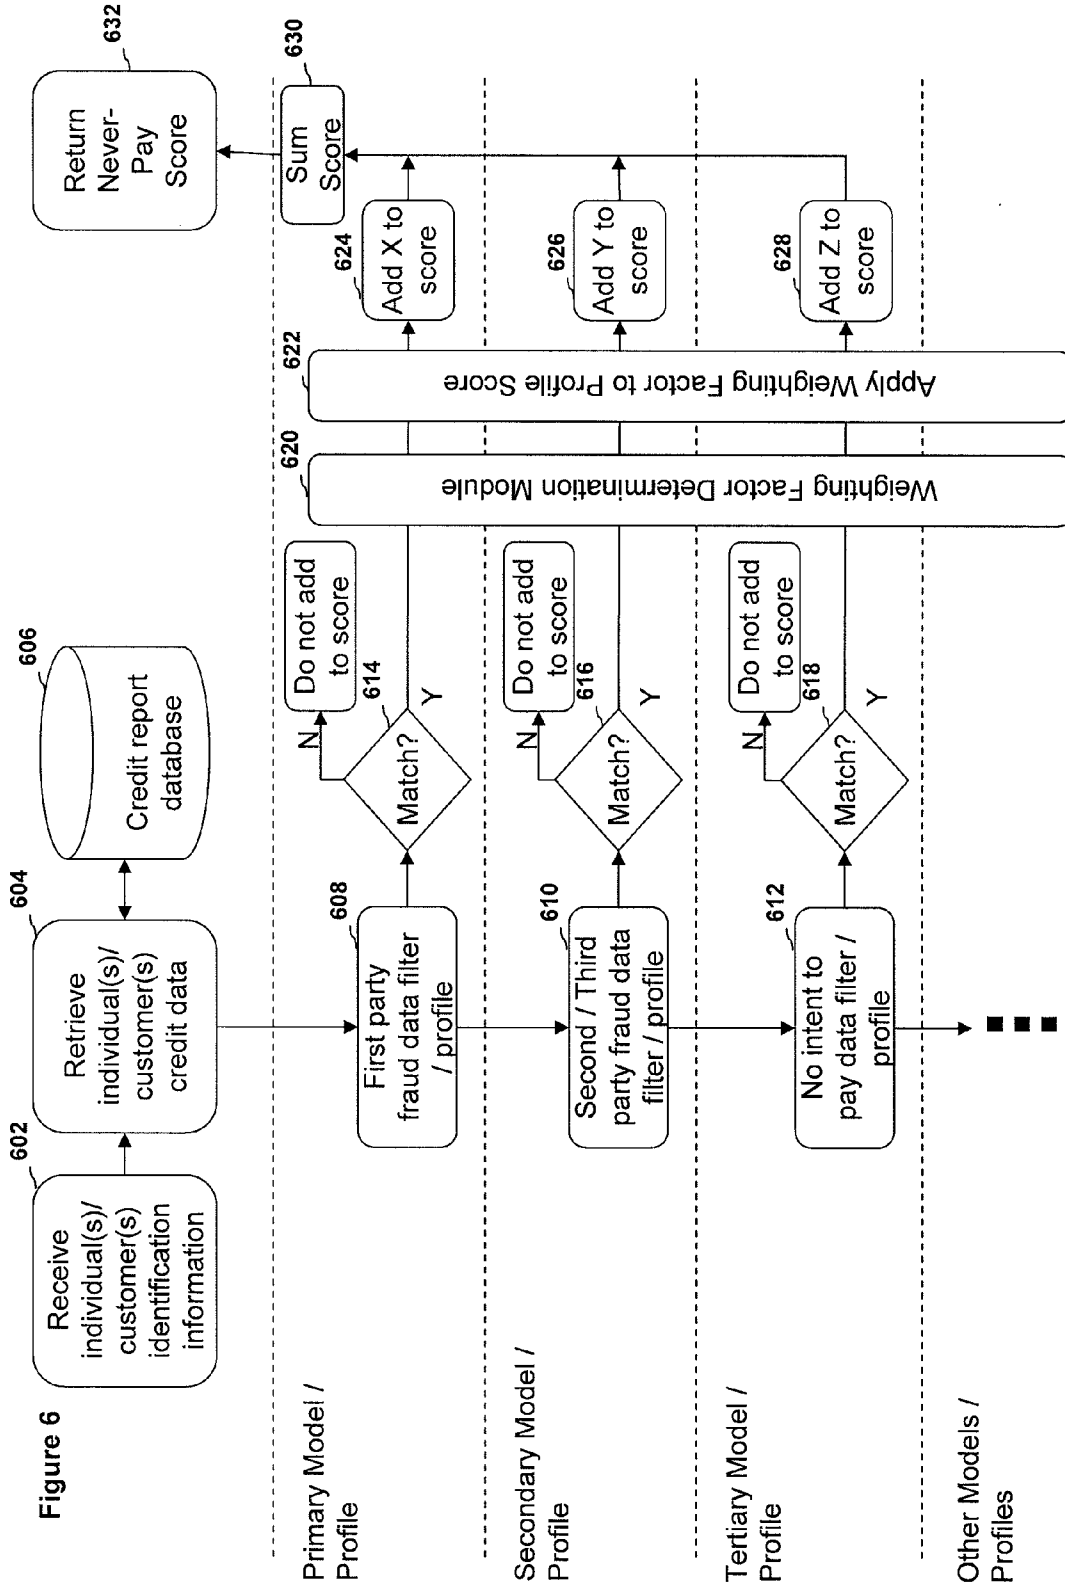 Figure 6
602
Receive
individual(s)/
customer(s)
identification
information
604
Retrieve
individual(s)/
customer(s)
credit data
606
Credit report
database
Return
Never-
Pay
Score
632
Primary Model /
Profile
608
First party
fraud data filter
/ profile
Match?
614
N
Y
Do not add
to score
624
Add X to
score
Sum
Score
630
Secondary Model /
Profile
610
Second / Third
party fraud data
filter / profile
Match?
616
N
Y
Do not add
to score
626
Add Y to
score
Tertiary Model /
Profile
612
No intent to
pay data filter /
profile
Match?
618
N
Y
Do not add
to score
628
Add Z to
score
620
Weighting Factor Determination Module
622
Apply Weighting Factor to Profile Score
Other Models /
Profiles